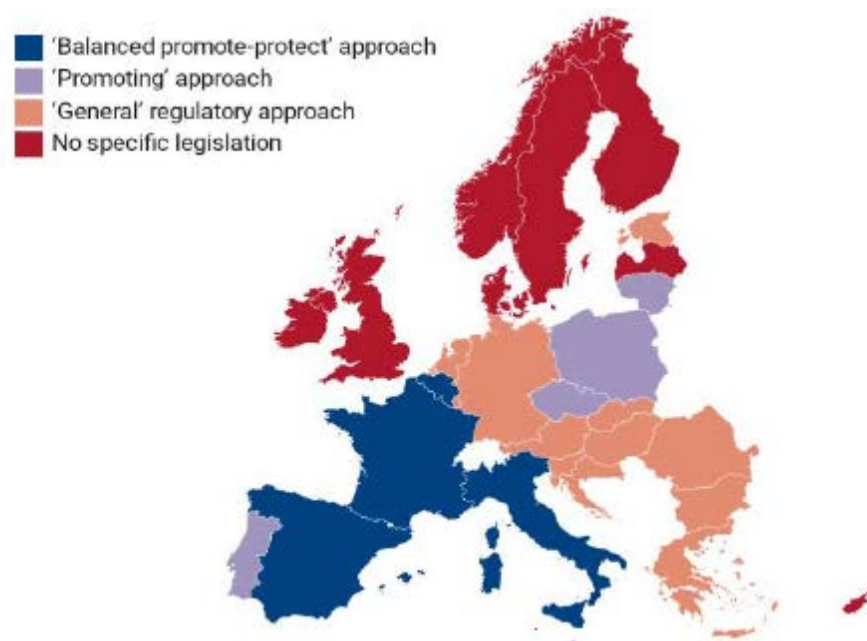 ‘Balanced promote-protect’ approach
‘Promoting’ approach
‘General’ regulatory approach
No specific legislation